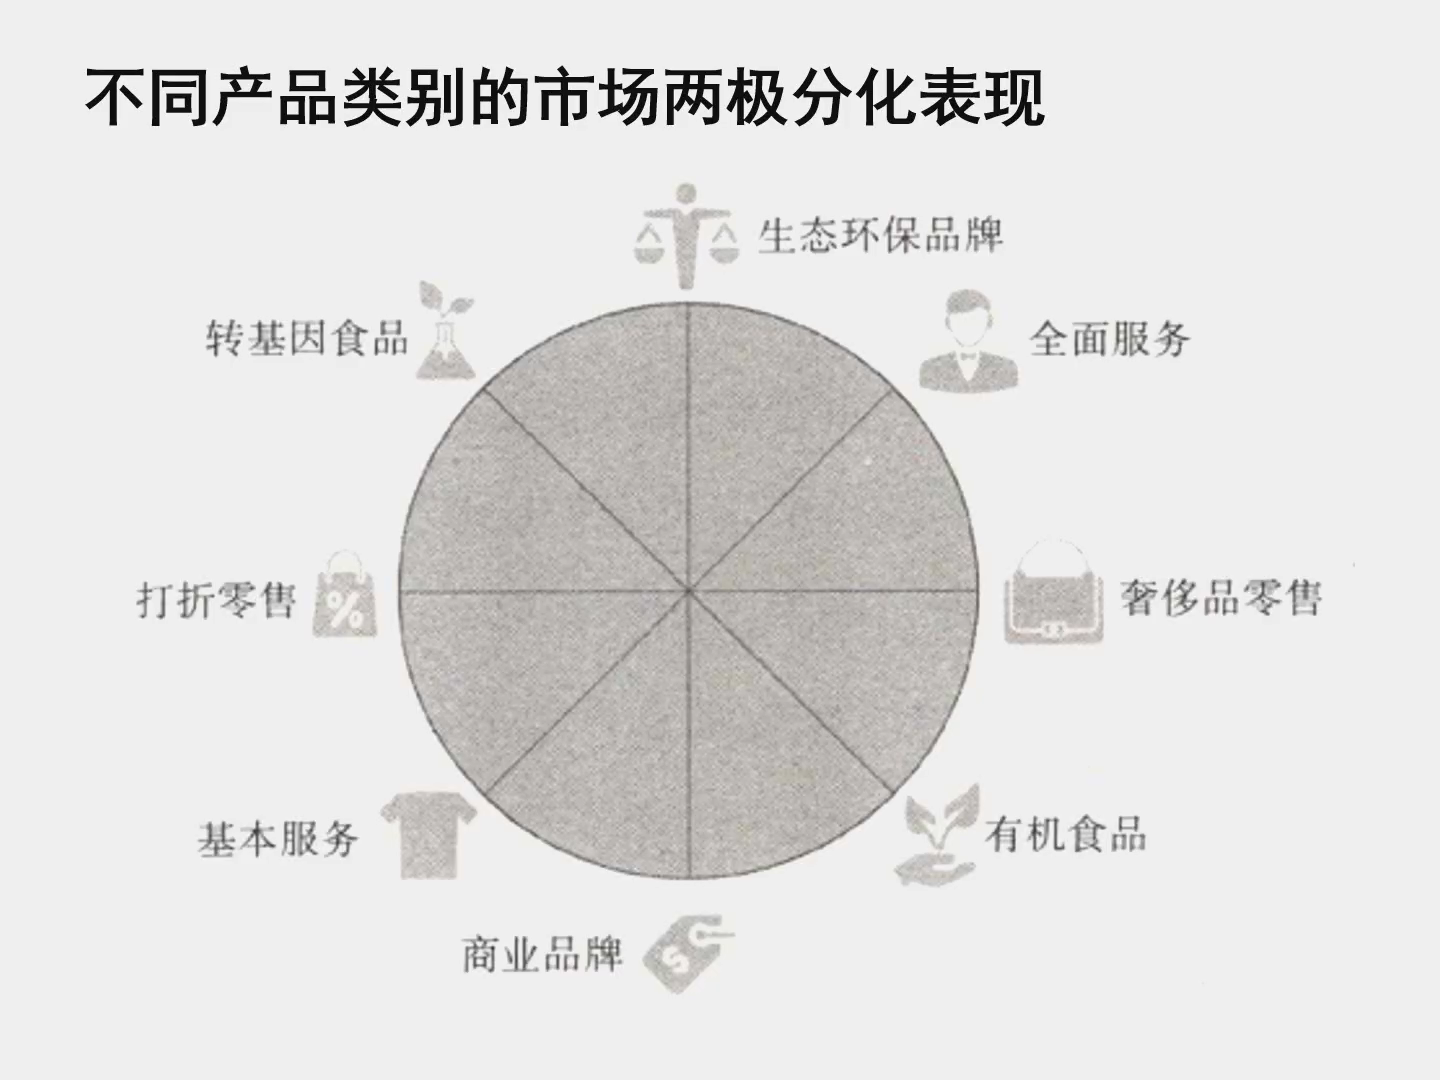 不同产品类别的市场两极分化表现
生态环保品牌
转基因食品
全面服务
打折零售
%
奢侈品零售
基本服务
有机食品
商业品牌
$